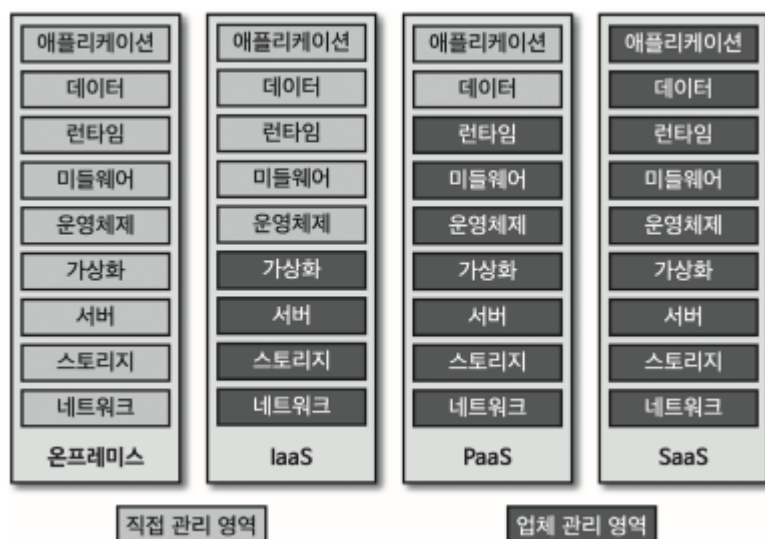 애플리케이션
데이터
런타임
미들웨어
운영체제
가상화
서버
스토리지
네트워크
온프레미스
애플리케이션
데이터
런타임
미들웨어
운영체제
가상화
서버
스토리지
네트워크
IaaS
애플리케이션
데이터
런타임
미들웨어
운영체제
가상화
서버
스토리지
네트워크
PaaS
애플리케이션
데이터
런타임
미들웨어
운영체제
가상화
서버
스토리지
네트워크
SaaS
직접 관리 영역
업체 관리 영역